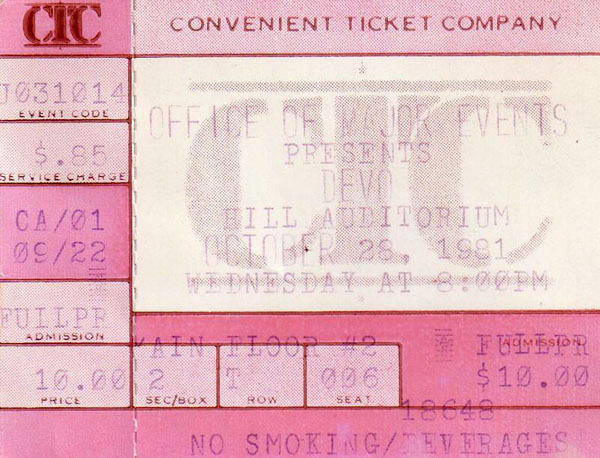 CIC
CONVENIENT TICKET COMPANY
J031014
EVENT CODE
$.85
SERVICE CHARGE
CA/01
09/22
FULLPR
ADMISSION
10.00
PRICE
CIC
OFFICE OF MAJOR EVENTS
PRESENTS
DEVO
HILL AUDITORIUM
OCTOBER 28, 1981
WEDNESDAY AT 8:00PM
MAIN FLOOR #2
2
SEC/BOX
T
ROW
006
SEAT
ADMISSION
FULLPR
$10.00
18648
NO SMOKING/BEVERAGES